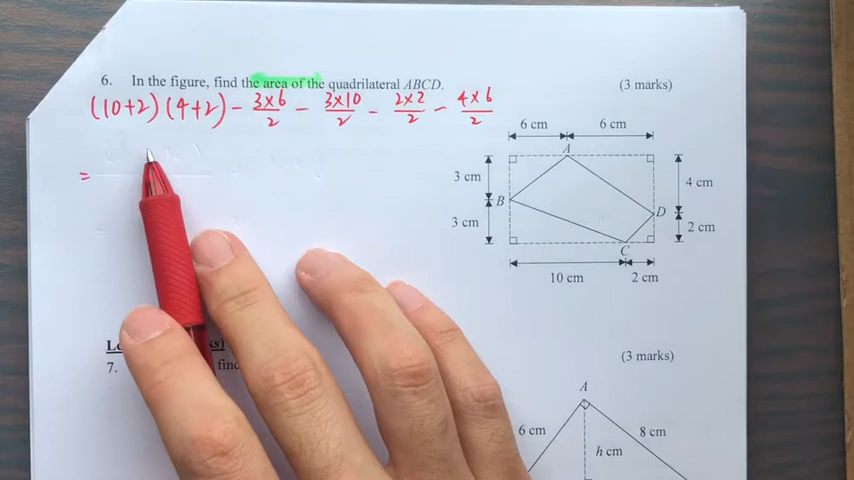 6. In the figure, find the area of the quadrilateral ABCD. (3 marks)
(10+2)(4+2) - 3×6/2 - 3×10/2 - 2×2/2 - 4×6/2
=
6 cm 6 cm
A
3 cm
4 cm
B
D
3 cm
2 cm
C
10 cm 2 cm
(3 marks)
7. find
A
6 cm 8 cm
h cm